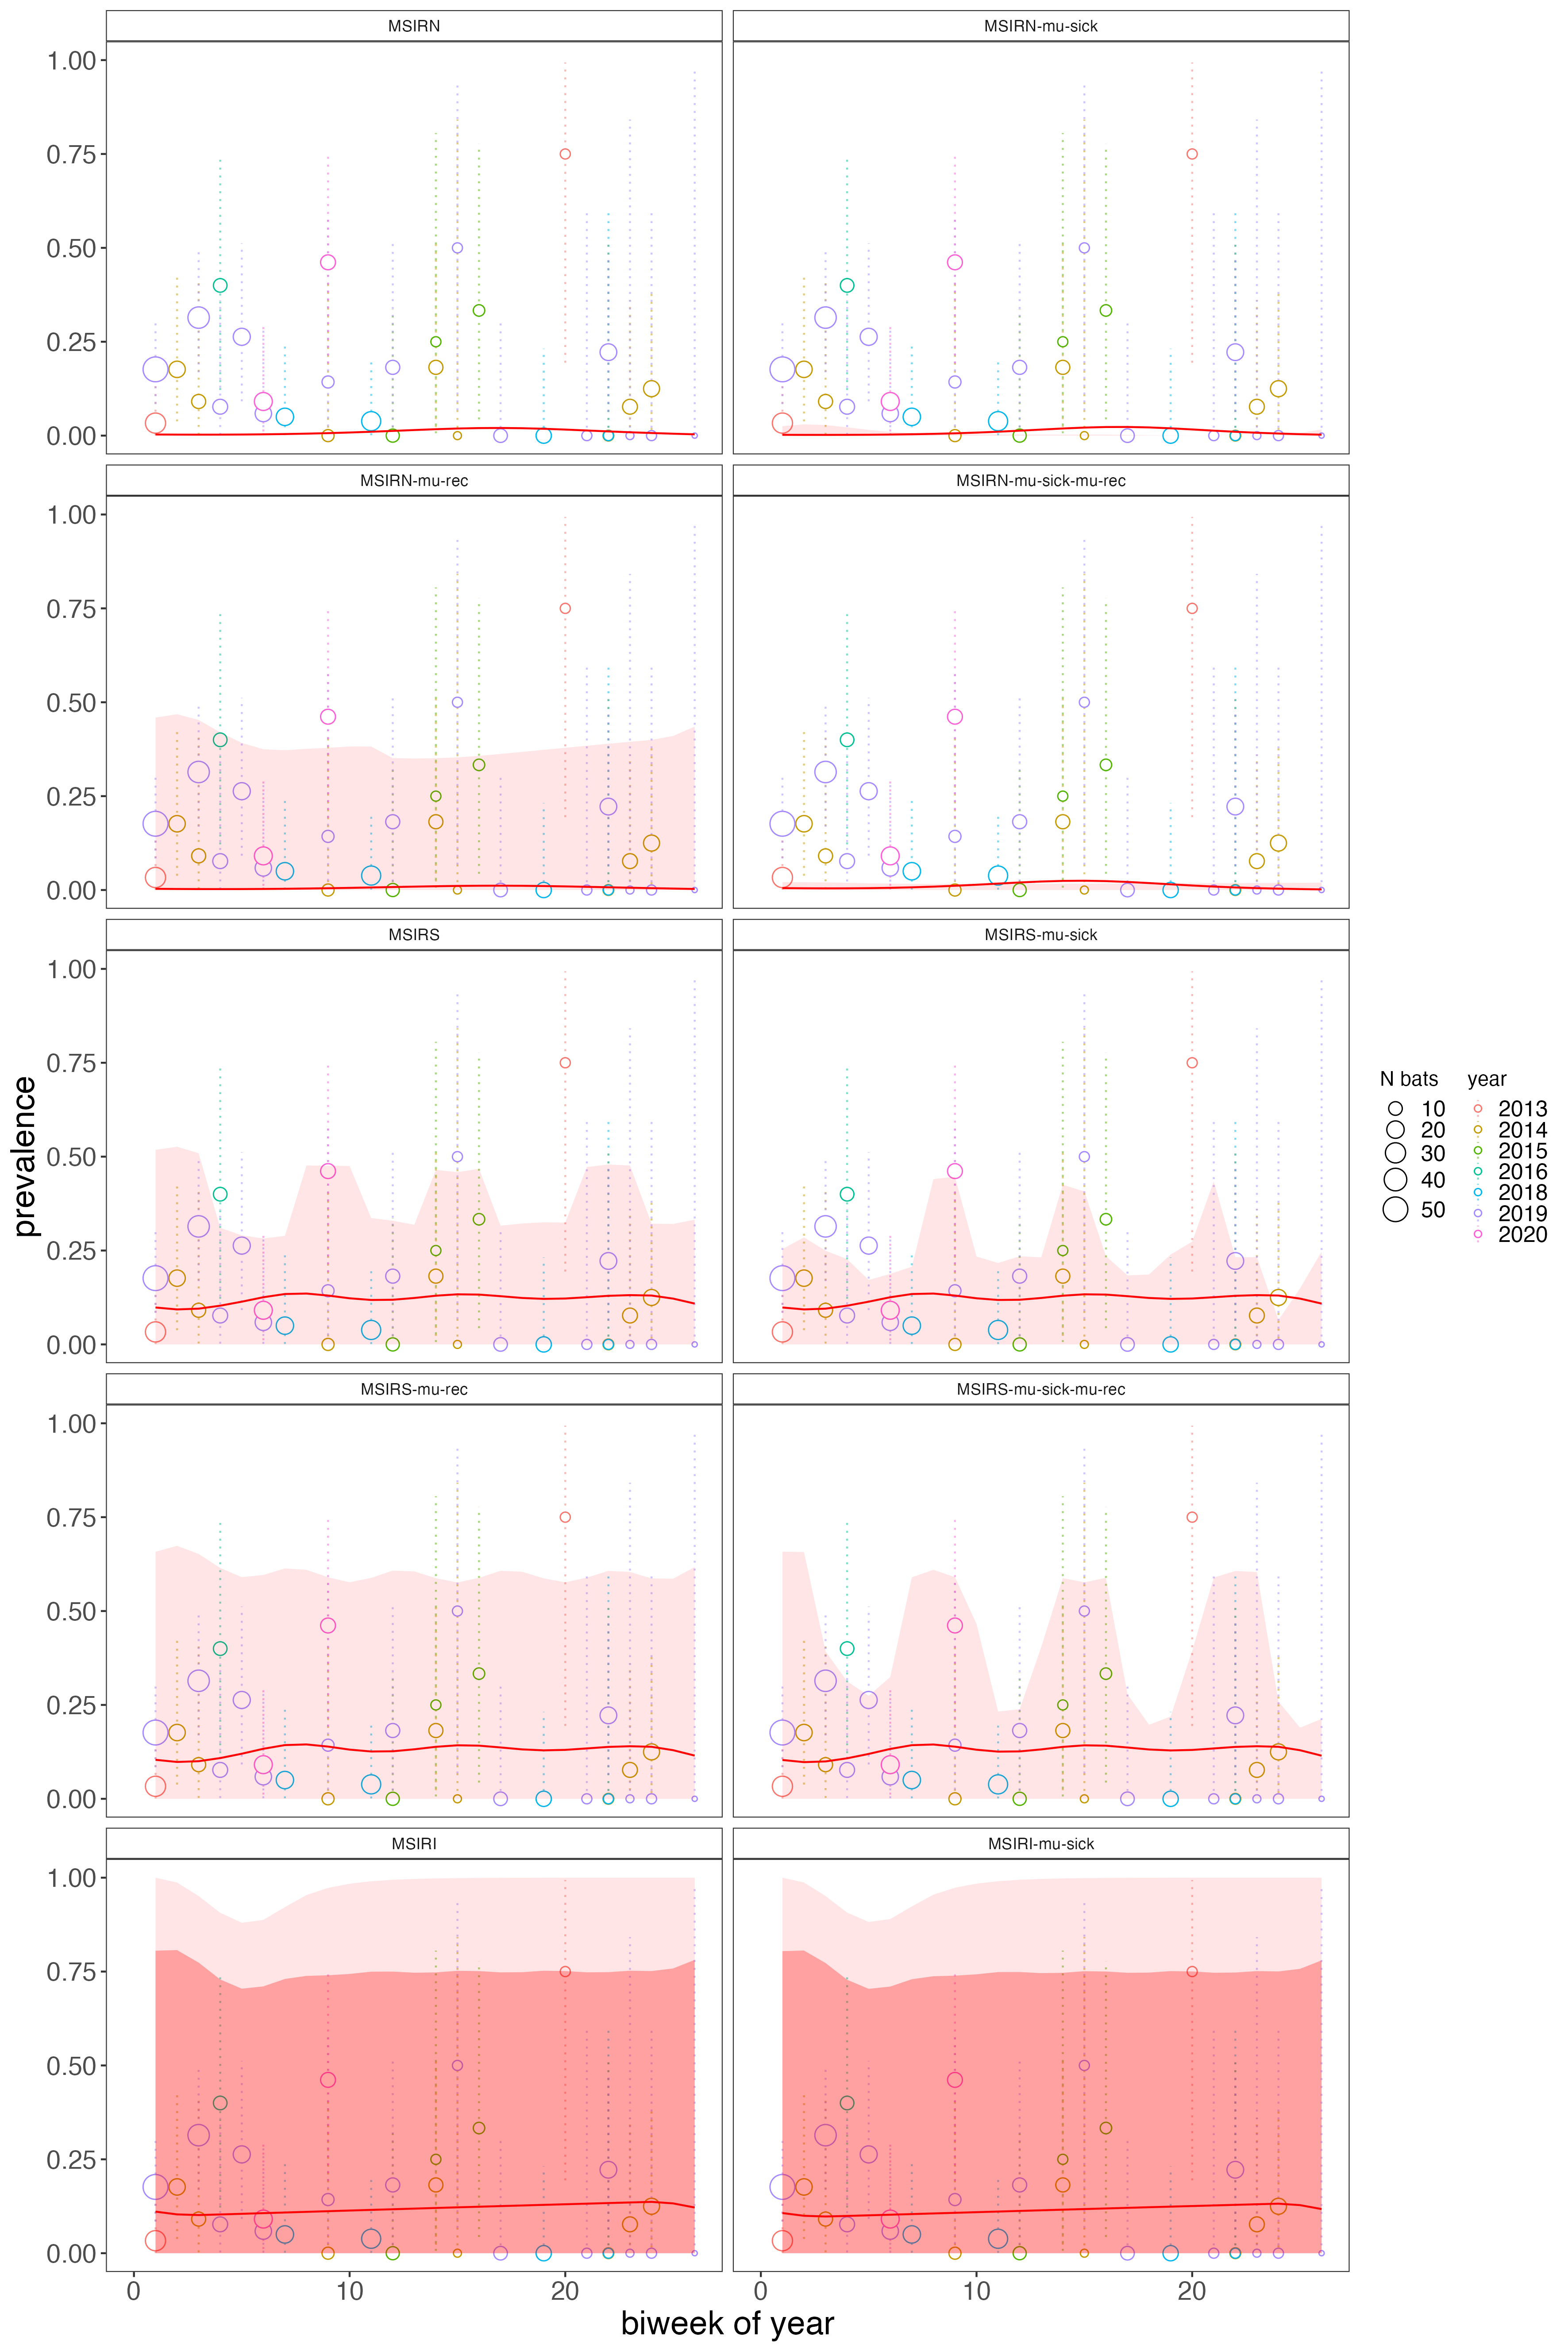 MSIRN
MSIRN-mu-sick
1.00
0.75
0.50
0.25
0.00
MSIRN-mu-rec
MSIRN-mu-sick-mu-rec
1.00
0.75
0.50
0.25
0.00
MSIRS
MSIRS-mu-sick
1.00
0.75
0.50
0.25
0.00
MSIRS-mu-rec
MSIRS-mu-sick-mu-rec
1.00
0.75
0.50
0.25
0.00
MSIRI
MSIRI-mu-sick
1.00
0.75
0.50
0.25
0.00
0 10 20
0 10 20
biweek of year
prevalence
N bats
10
20
30
40
50
year
2013
2014
2015
2016
2018
2019
2020